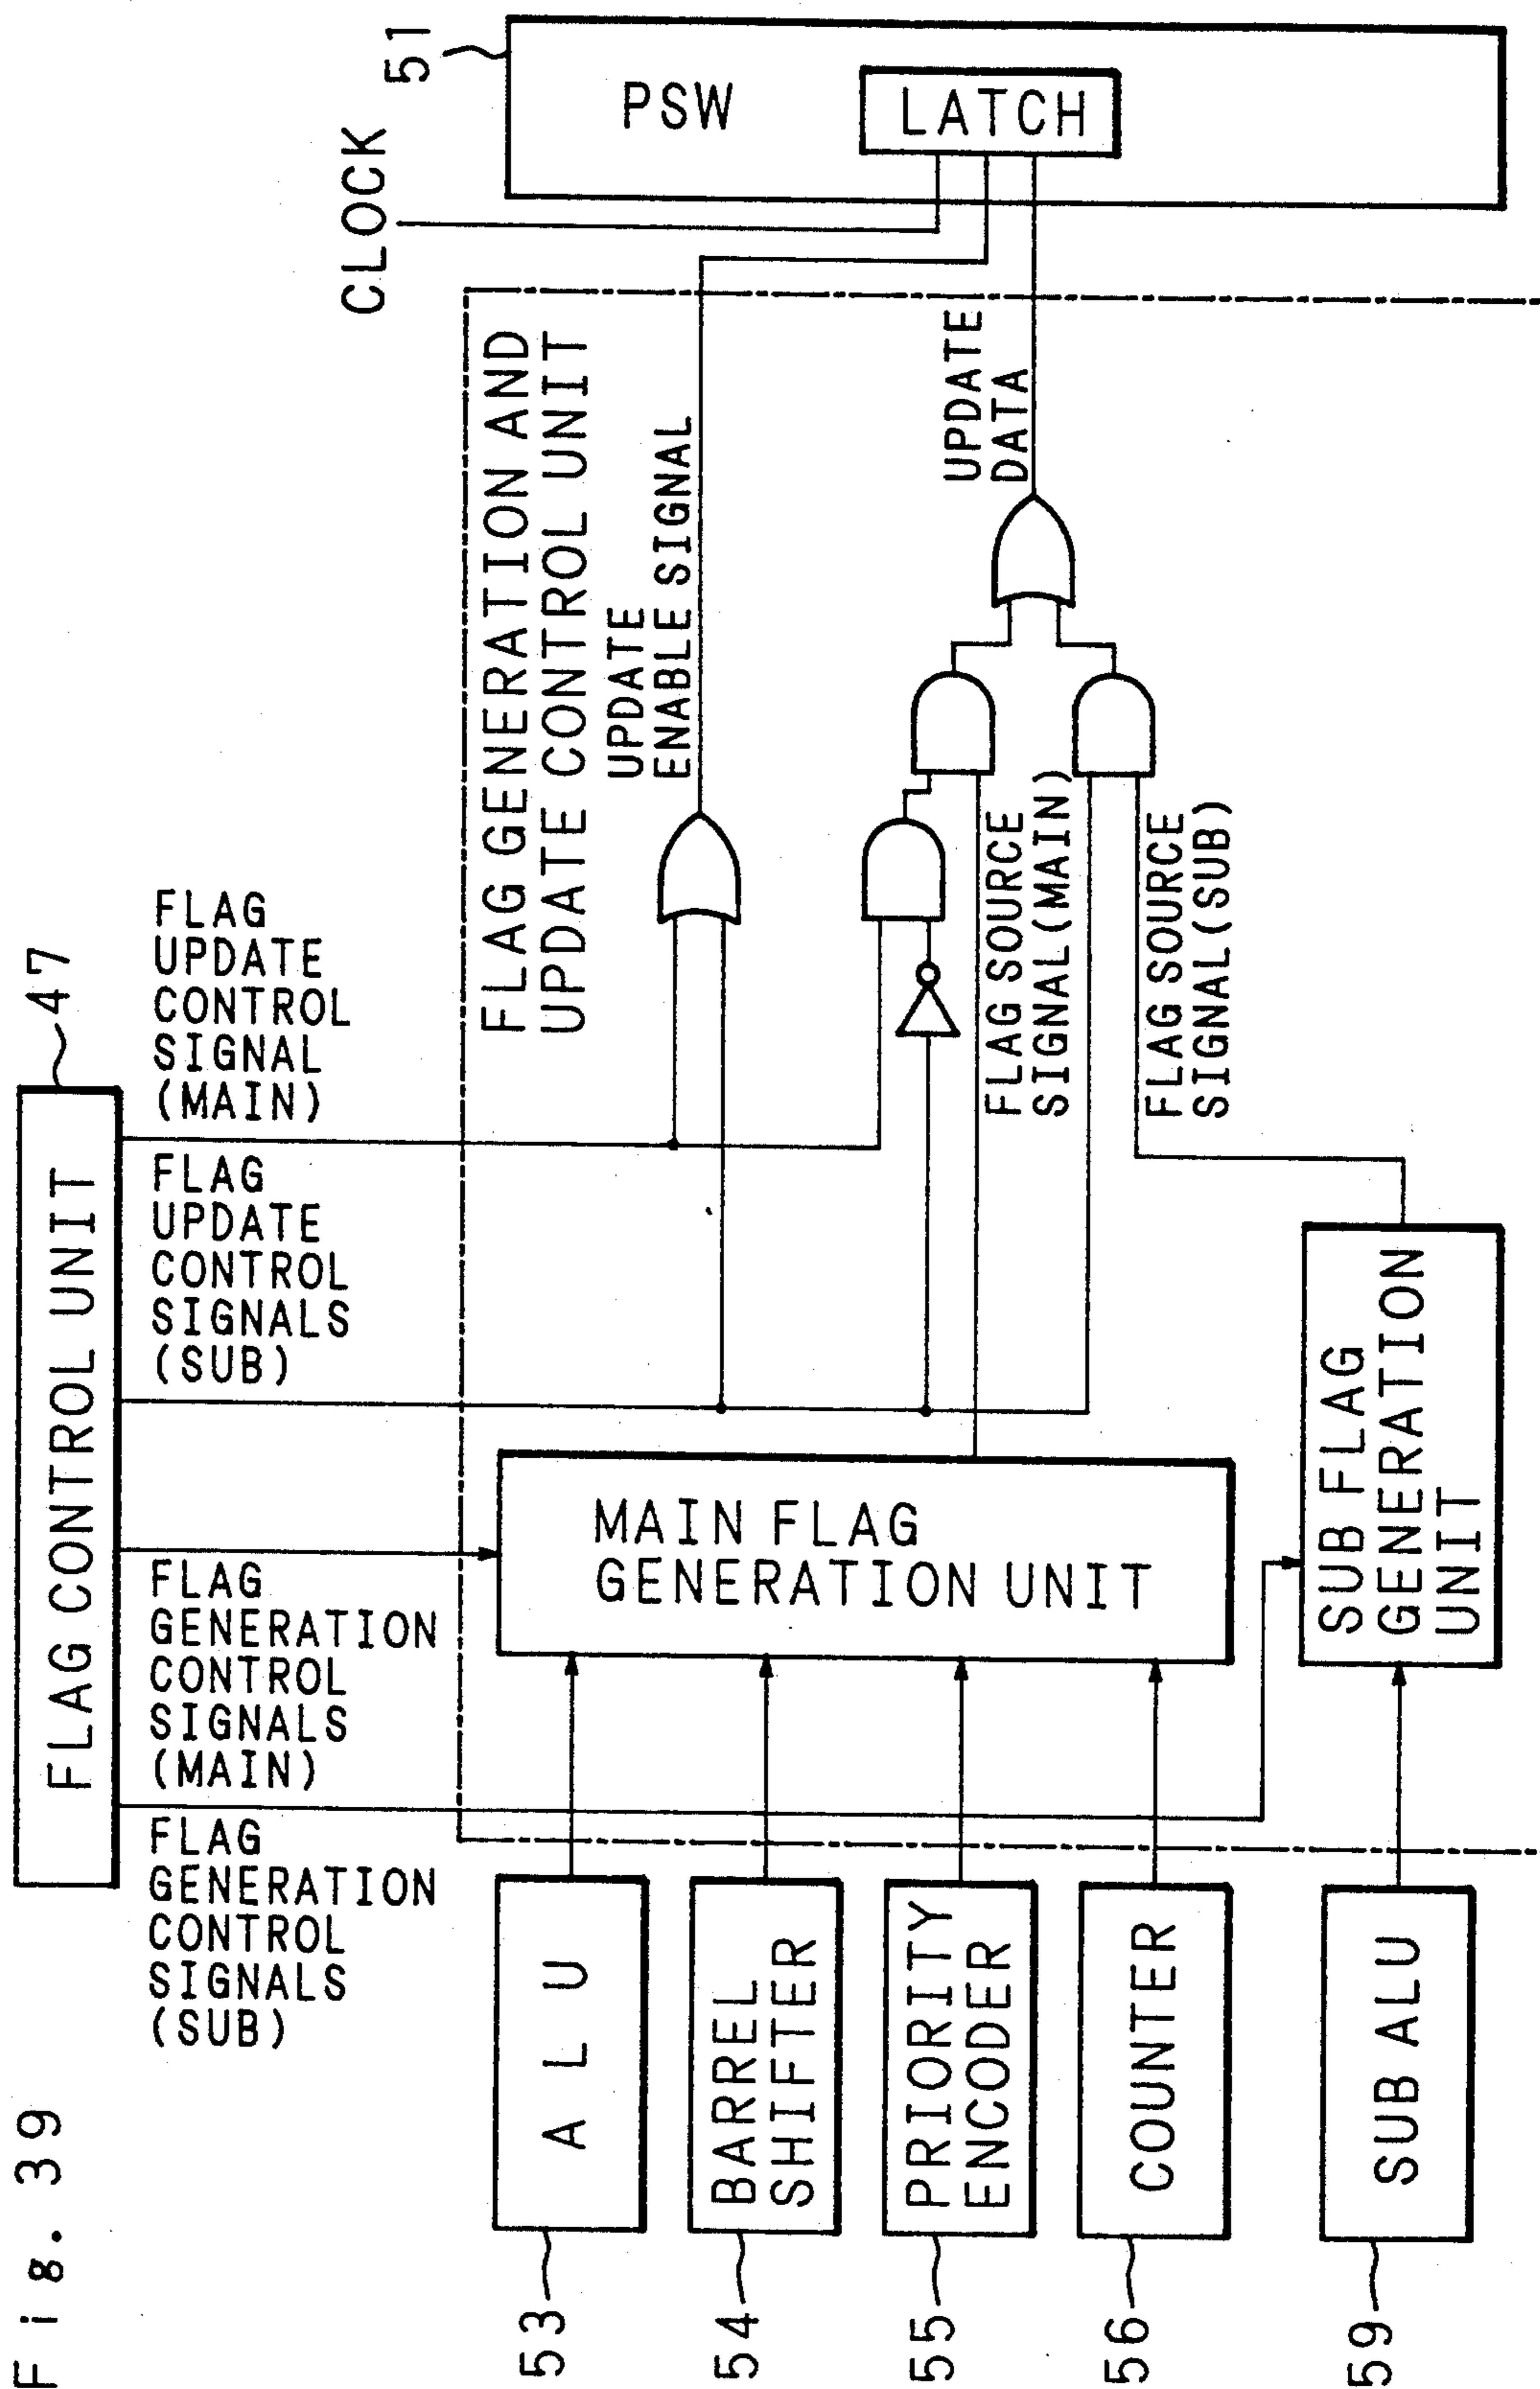 Fig. 39
FLAG CONTROL UNIT
47
FLAG
GENERATION
CONTROL
SIGNALS
(SUB)
FLAG
GENERATION
CONTROL
SIGNALS
(MAIN)
FLAG
UPDATE
CONTROL
SIGNALS
(SUB)
FLAG
UPDATE
CONTROL
SIGNAL
(MAIN)
CLOCK
51
PSW
LATCH
FLAG GENERATION AND
UPDATE CONTROL UNIT
UPDATE
ENABLE SIGNAL
UPDATE
DATA
53
ALU
54
BARREL
SHIFTER
55
PRIORITY
ENCODER
56
COUNTER
59
SUB ALU
MAIN FLAG
GENERATION UNIT
SUB FLAG
GENERATION
UNIT
FLAG SOURCE
SIGNAL(MAIN)
FLAG SOURCE
SIGNAL(SUB)